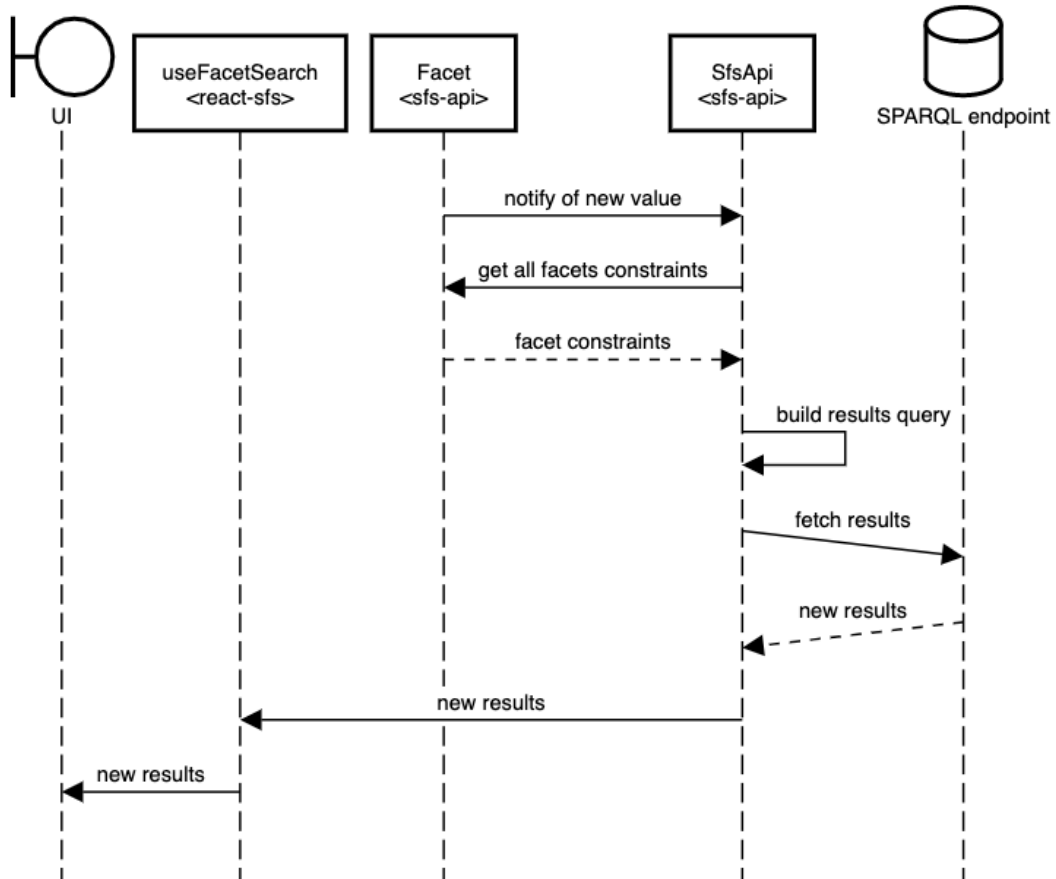 UI
useFacetSearch
<react-sfs>
Facet
<sfs-api>
SfsApi
<sfs-api>
SPARQL endpoint
notify of new value
get all facets constraints
facet constraints
build results query
fetch results
new results
new results
new results